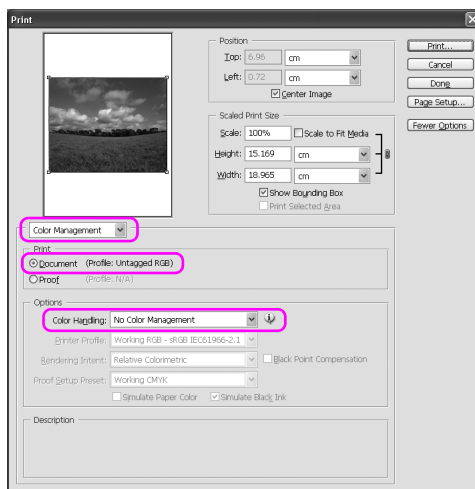 Print
Position
Top: 6.96 cm
Left: 0.72 cm
Center Image
Print...
Cancel
Done
Page Setup...
Fewer Options
Scaled Print Size
Scale: 100% Scale to Fit Media
Height: 15.169 cm
Width: 18.965 cm
Show Bounding Box
Print Selected Area
Color Management
Print
Document (Profile: Untagged RGB)
Proof (Profile: N/A)
Options
Color Handling: No Color Management
Printer Profile: Working RGB - sRGB IEC61966-2.1
Rendering Intent: Relative Colorimetric Black Point Compensation
Proof Setup Preset: Working CMYK
Simulate Paper Color Simulate Black Ink
Description